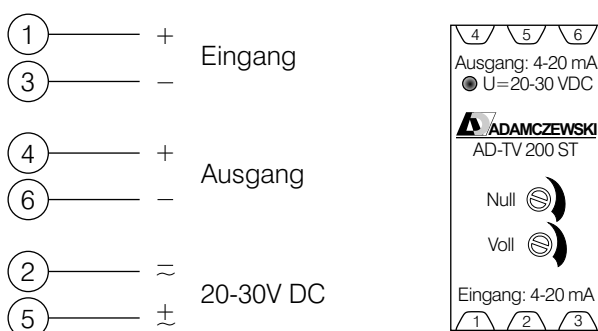 1 + Eingang
3 −
4 + Ausgang
6 −
2 20-30V DC
5
4 5 6
Ausgang: 4-20 mA
U=20-30 VDC
ADAMCZEWSKI
AD-TV 200 ST
Null
Voll
Eingang: 4-20 mA
1 2 3